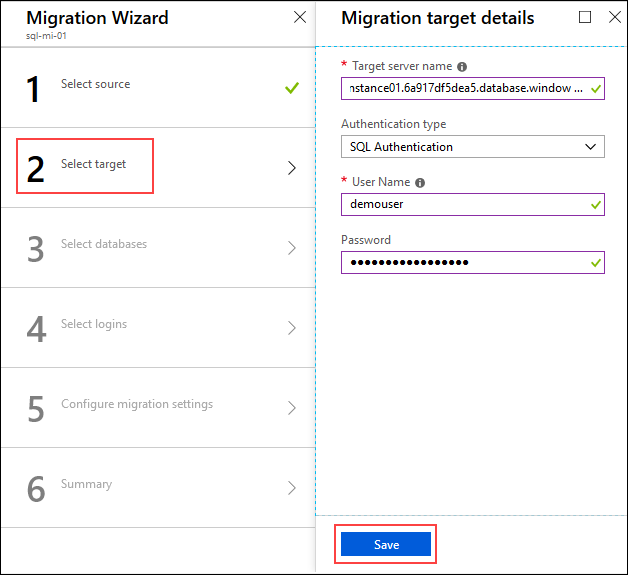 Migration Wizard
sql-mi-01
1 Select source
2 Select target
3 Select databases
4 Select logins
5 Configure migration settings
6 Summary
Migration target details
* Target server name
nstance01.6a917df5dea5.database.window ...
Authentication type
SQL Authentication
* User Name
demouser
Password
Save